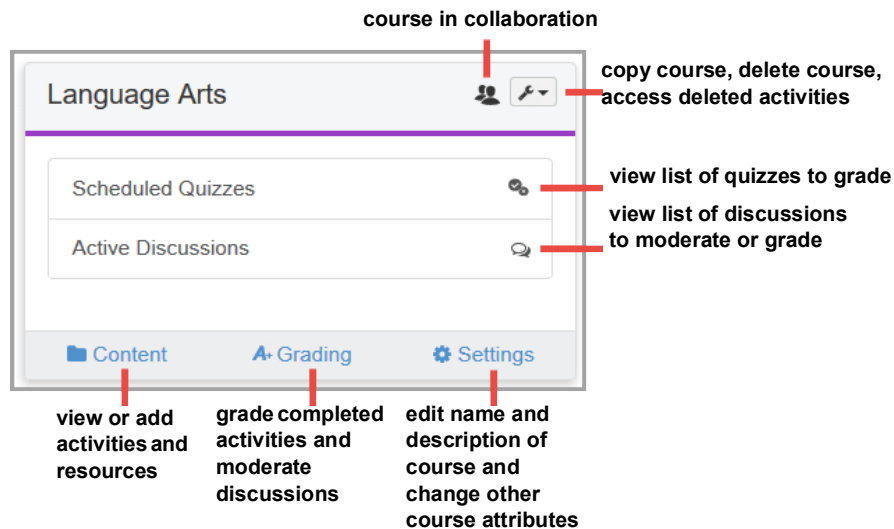 course in collaboration
copy course, delete course,
access deleted activities
Language Arts
Scheduled Quizzes
view list of quizzes to grade
Active Discussions
view list of discussions
to moderate or grade
Content
A+ Grading
Settings
view or add
activities and
resources
grade completed
activities and
moderate
discussions
edit name and
description of
course and
change other
course attributes